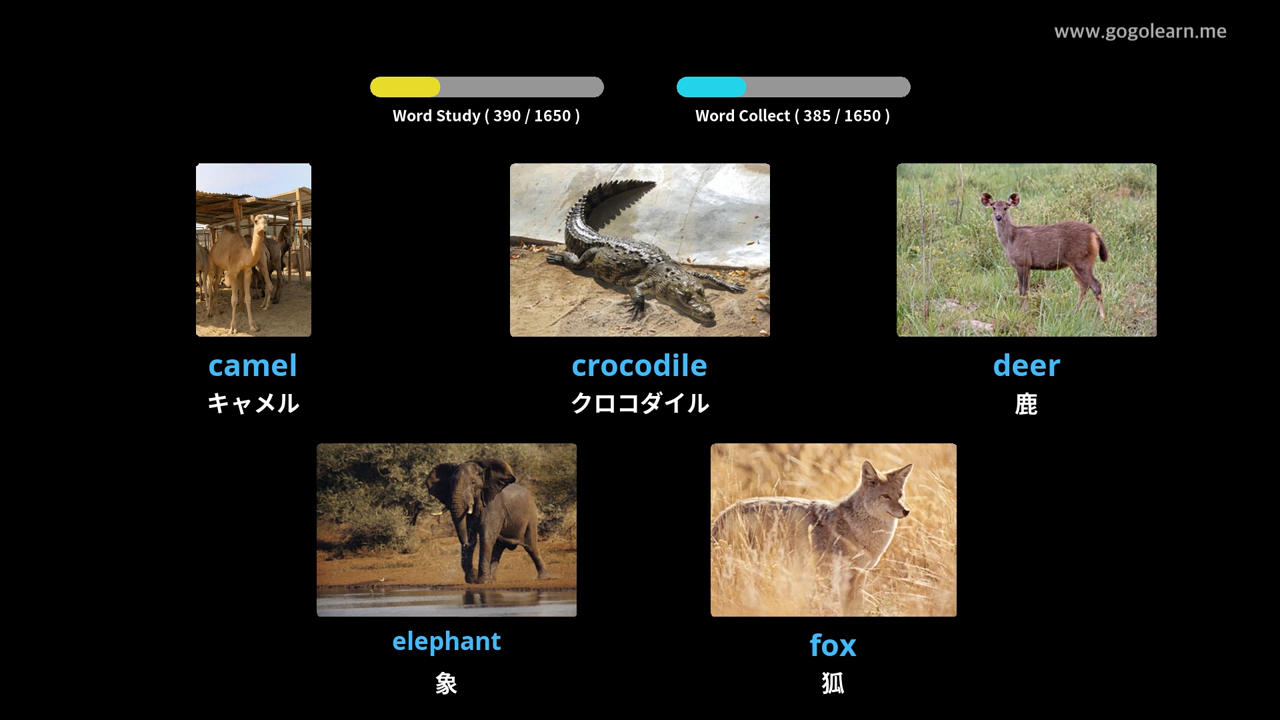 www.gogolearn.me
Word Study ( 390 / 1650 )
Word Collect ( 385 / 1650 )
camel
キャメル
crocodile
クロコダイル
deer
鹿
elephant
象
fox
狐